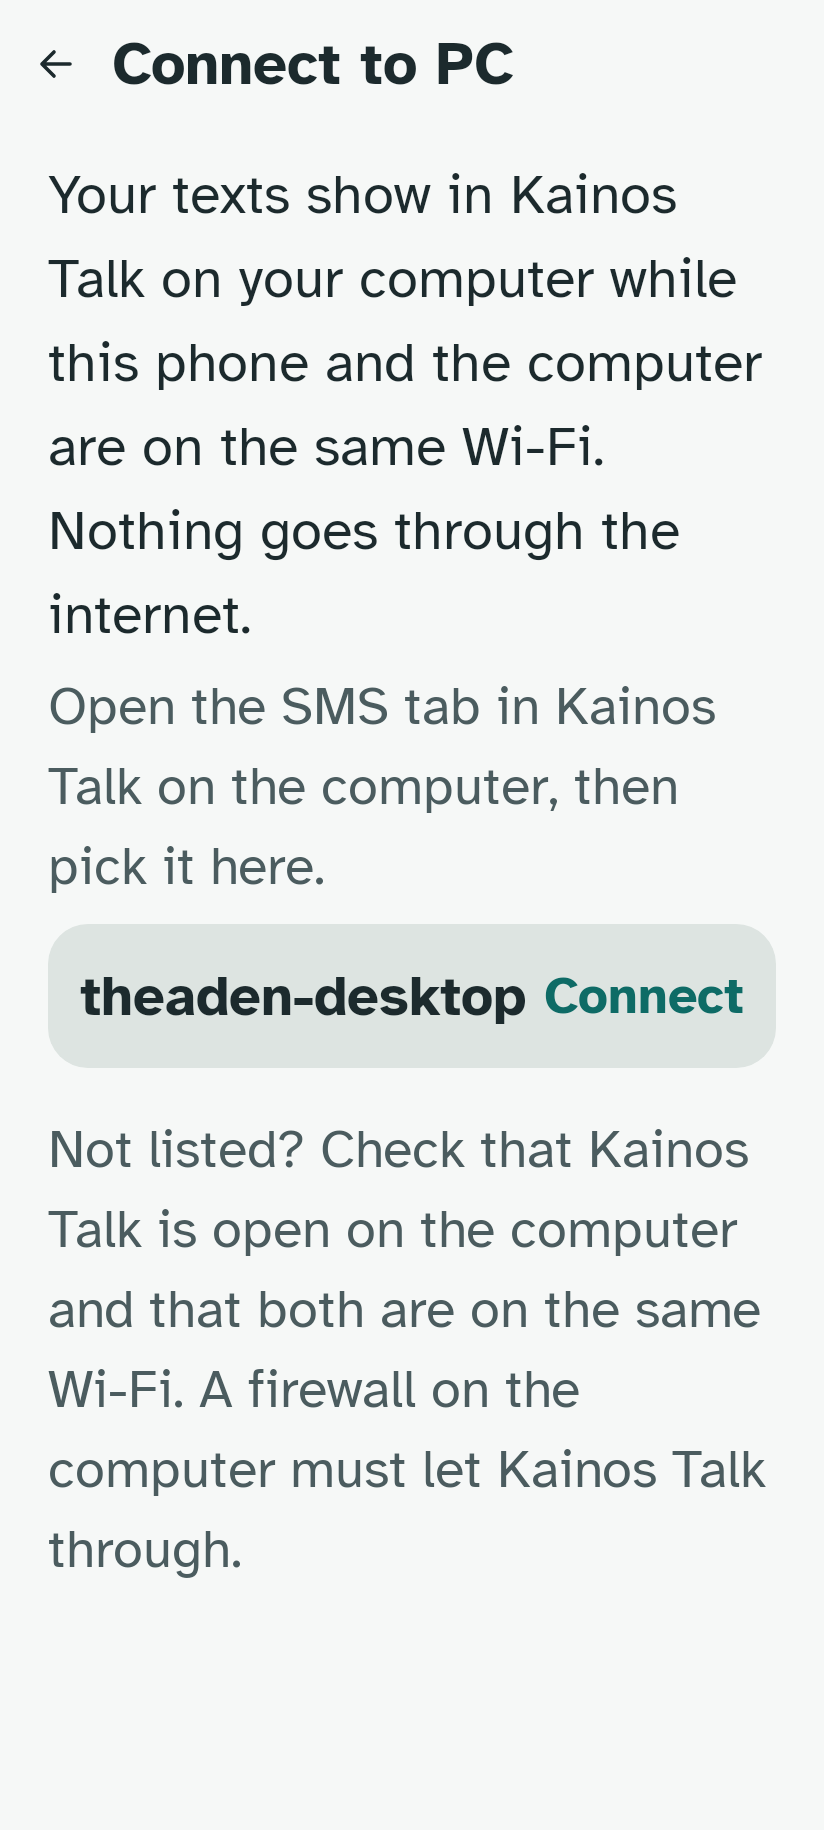 Connect to PC
Your texts show in Kainos
Talk on your computer while
this phone and the computer
are on the same Wi-Fi.
Nothing goes through the
internet.
Open the SMS tab in Kainos
Talk on the computer, then
pick it here.
theaden-desktop Connect
Not listed? Check that Kainos
Talk is open on the computer
and that both are on the same
Wi-Fi. A firewall on the
computer must let Kainos Talk
through.